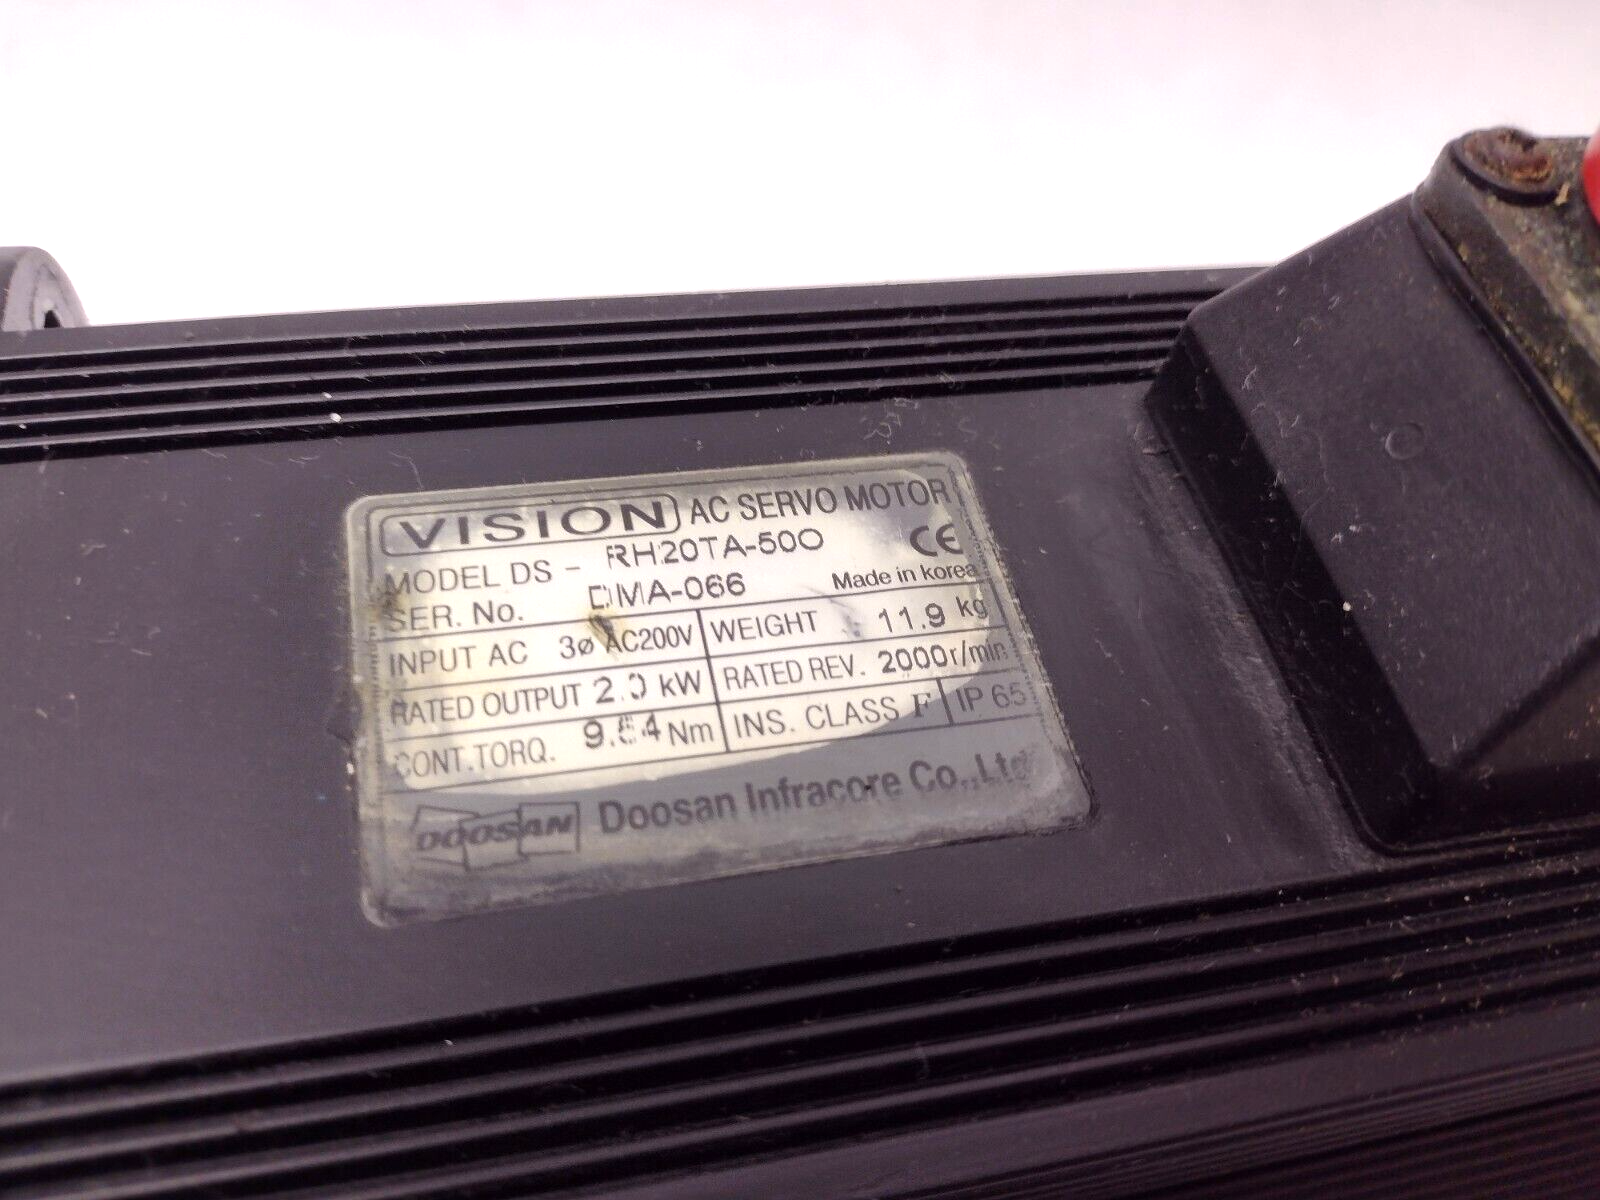 VISION AC SERVO MOTOR
MODEL DS - RH20TA-500 CE
SER. No. DMA-066 Made in korea
INPUT AC 3ø AC200V WEIGHT 11.9 kg
RATED OUTPUT 2.0 kW RATED REV. 2000r/min
CONT.TORQ. Nm INS. CLASS F IP 65
DOOSAN Doosan Infracore Co.,Ltd